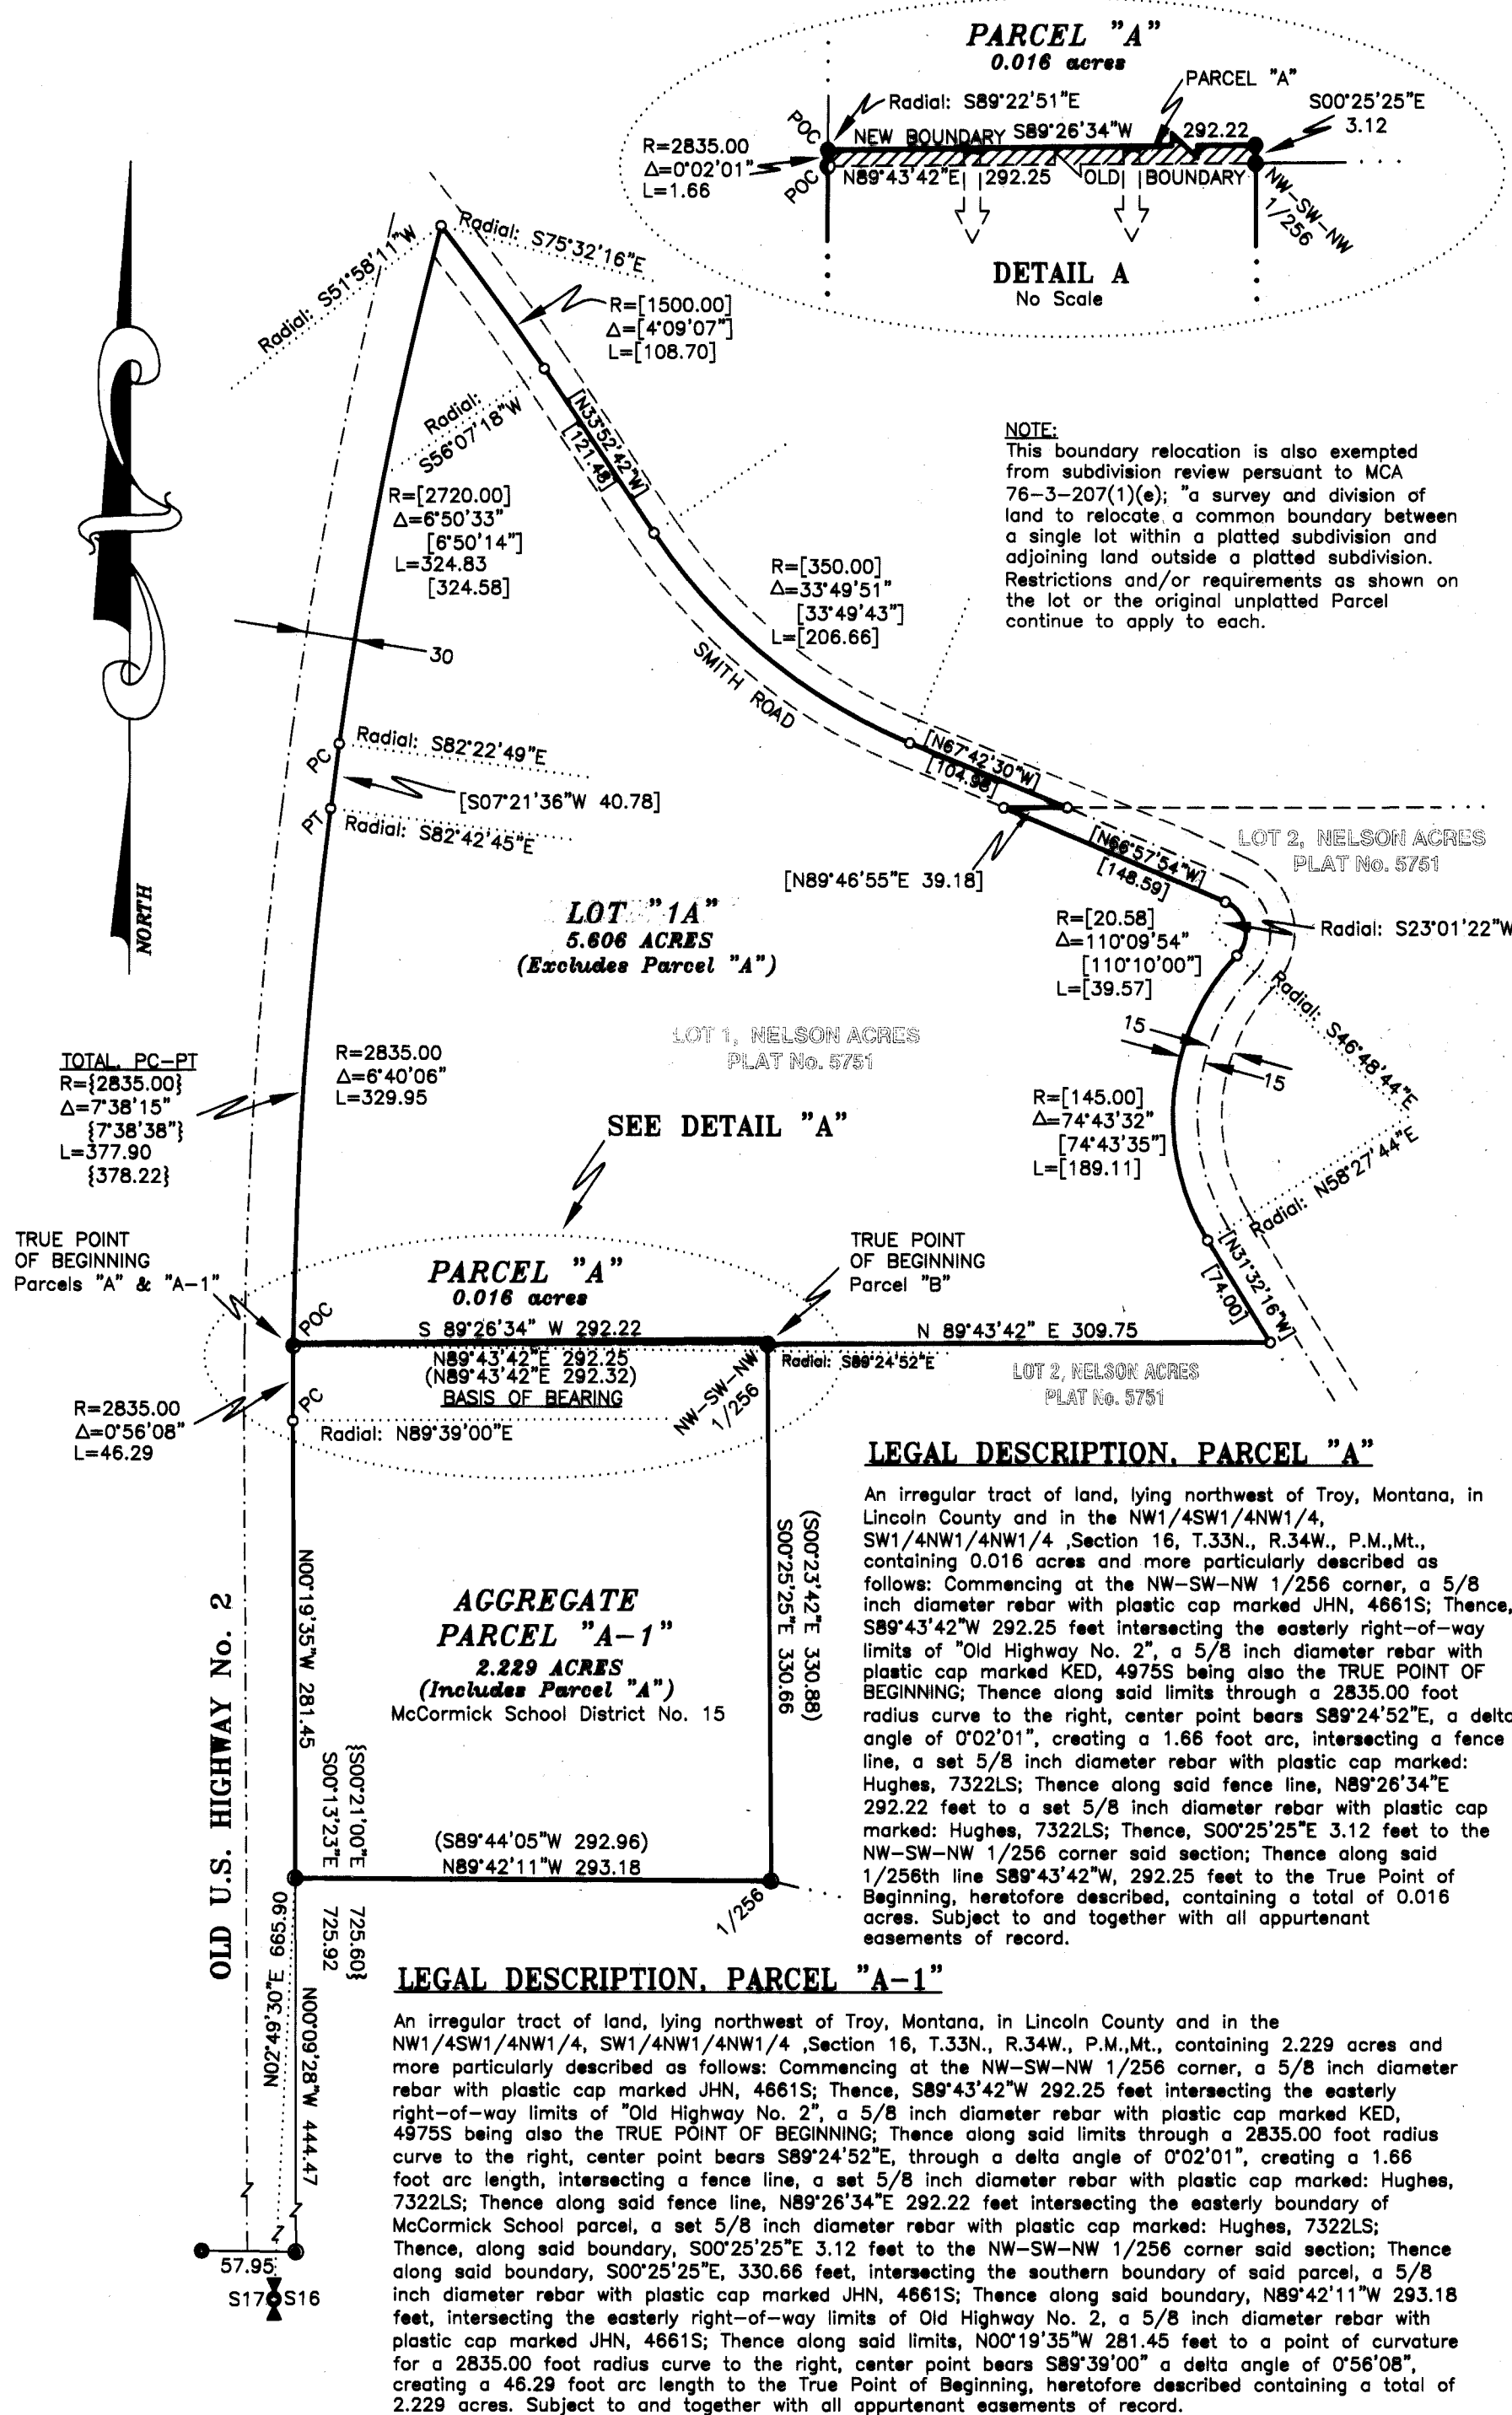 PARCEL "A"
0.016 acres
PARCEL "A"
Radial: S89°22'51"E
S00°25'25"E
3.12
POC
NEW BOUNDARY S89°26'34"W 292.22
R=2835.00
Δ=0°02'01"
L=1.66
POC
N89°43'42"E 292.25 OLD BOUNDARY
NW-SW-NW
1/256
DETAIL A
No Scale
Radial: S51°58'11"W
Radial: S75°32'16"E
R=[1500.00]
Δ=[4°09'07"]
L=[108.70]
Radial:
S56°07'18"W
[N33°52'42"W]
[121.48]
NOTE:
This boundary relocation is also exempted
from subdivision review persuant to MCA
76-3-207(1)(e); "a survey and division of
land to relocate a common boundary between
a single lot within a platted subdivision and
adjoining land outside a platted subdivision.
Restrictions and/or requirements as shown on
the lot or the original unplatted Parcel
continue to apply to each.
R=[2720.00]
Δ=6°50'33"
[6°50'14"]
L=324.83
[324.58]
R=[350.00]
Δ=33°49'51"
[33°49'43"]
L=[206.66]
30
SMITH ROAD
PC
Radial: S82°22'49"E
[N67°42'30"W]
[104.98]
[S07°21'36"W 40.78]
PT
Radial: S82°42'45"E
LOT 2, NELSON ACRES
PLAT No. 5751
[N66°57'54"W]
[148.59]
[N89°46'55"E 39.18]
NORTH
LOT "1A"
5.606 ACRES
(Excludes Parcel "A")
R=[20.58]
Δ=110°09'54"
[110°10'00"]
L=[39.57]
Radial: S23°01'22"W
Radial: S46°48'44"E
15
15
LOT 1, NELSON ACRES
PLAT No. 5751
TOTAL, PC-PT
R={2835.00}
Δ=7°38'15"
{7°38'38"}
L=377.90
{378.22}
R=2835.00
Δ=6°40'06"
L=329.95
R=[145.00]
Δ=74°43'32"
[74°43'35"]
L=[189.11]
SEE DETAIL "A"
Radial: N58°27'44"E
TRUE POINT
OF BEGINNING
Parcels "A" & "A-1"
POC
PARCEL "A"
0.016 acres
TRUE POINT
OF BEGINNING
Parcel "B"
[N31°32'16"W]
[74.00]
S 89°26'34" W 292.22
N 89°43'42" E 309.75
N89°43'42"E 292.25
(N89°43'42"E 292.32)
BASIS OF BEARING
NW-SW-NW
1/256
Radial: S89°24'52"E
LOT 2, NELSON ACRES
PLAT No. 5751
R=2835.00
Δ=0°56'08"
L=46.29
PC
Radial: N89°39'00"E
LEGAL DESCRIPTION, PARCEL "A"
An irregular tract of land, lying northwest of Troy, Montana, in
Lincoln County and in the NW1/4SW1/4NW1/4,
SW1/4NW1/4NW1/4 ,Section 16, T.33N., R.34W., P.M.,Mt.,
containing 0.016 acres and more particularly described as
follows: Commencing at the NW-SW-NW 1/256 corner, a 5/8
inch diameter rebar with plastic cap marked JHN, 4661S; Thence,
S89°43'42"W 292.25 feet intersecting the easterly right-of-way
limits of "Old Highway No. 2", a 5/8 inch diameter rebar with
plastic cap marked KED, 4975S being also the TRUE POINT OF
BEGINNING; Thence along said limits through a 2835.00 foot
radius curve to the right, center point bears S89°24'52"E, a delta
angle of 0°02'01", creating a 1.66 foot arc, intersecting a fence
line, a set 5/8 inch diameter rebar with plastic cap marked:
Hughes, 7322LS; Thence along said fence line, N89°26'34"E
292.22 feet to a set 5/8 inch diameter rebar with plastic cap
marked: Hughes, 7322LS; Thence, S00°25'25"E 3.12 feet to the
NW-SW-NW 1/256 corner said section; Thence along said
1/256th line S89°43'42"W, 292.25 feet to the True Point of
Beginning, heretofore described, containing a total of 0.016
acres. Subject to and together with all appurtenant
easements of record.
OLD U.S. HIGHWAY No. 2
N00°19'35"W 281.45
AGGREGATE
PARCEL "A-1"
2.229 ACRES
(Includes Parcel "A")
McCormick School District No. 15
(S00°23'42"E 330.88)
S00°25'25"E 330.66
{S00°21'00"E 725.60}
S00°13'23"E 725.92
(S89°44'05"W 292.96)
N89°42'11"W 293.18
1/256
N02°49'30"E 665.90
N00°09'28"W 444.47
57.95
S17 S16
LEGAL DESCRIPTION, PARCEL "A-1"
An irregular tract of land, lying northwest of Troy, Montana, in Lincoln County and in the
NW1/4SW1/4NW1/4, SW1/4NW1/4NW1/4 ,Section 16, T.33N., R.34W., P.M.,Mt., containing 2.229 acres and
more particularly described as follows: Commencing at the NW-SW-NW 1/256 corner, a 5/8 inch diameter
rebar with plastic cap marked JHN, 4661S; Thence, S89°43'42"W 292.25 feet intersecting the easterly
right-of-way limits of "Old Highway No. 2", a 5/8 inch diameter rebar with plastic cap marked KED,
4975S being also the TRUE POINT OF BEGINNING; Thence along said limits through a 2835.00 foot radius
curve to the right, center point bears S89°24'52"E, through a delta angle of 0°02'01", creating a 1.66
foot arc length, intersecting a fence line, a set 5/8 inch diameter rebar with plastic cap marked: Hughes,
7322LS; Thence along said fence line, N89°26'34"E 292.22 feet intersecting the easterly boundary of
McCormick School parcel, a set 5/8 inch diameter rebar with plastic cap marked: Hughes, 7322LS;
Thence, along said boundary, S00°25'25"E 3.12 feet to the NW-SW-NW 1/256 corner said section; Thence
along said boundary, S00°25'25"E, 330.66 feet, intersecting the southern boundary of said parcel, a 5/8
inch diameter rebar with plastic cap marked JHN, 4661S; Thence along said boundary, N89°42'11"W 293.18
feet, intersecting the easterly right-of-way limits of Old Highway No. 2, a 5/8 inch diameter rebar with
plastic cap marked JHN, 4661S; Thence along said limits, N00°19'35"W 281.45 feet to a point of curvature
for a 2835.00 foot radius curve to the right, center point bears S89°39'00" a delta angle of 0°56'08",
creating a 46.29 foot arc length to the True Point of Beginning, heretofore described containing a total of
2.229 acres. Subject to and together with all appurtenant easements of record.